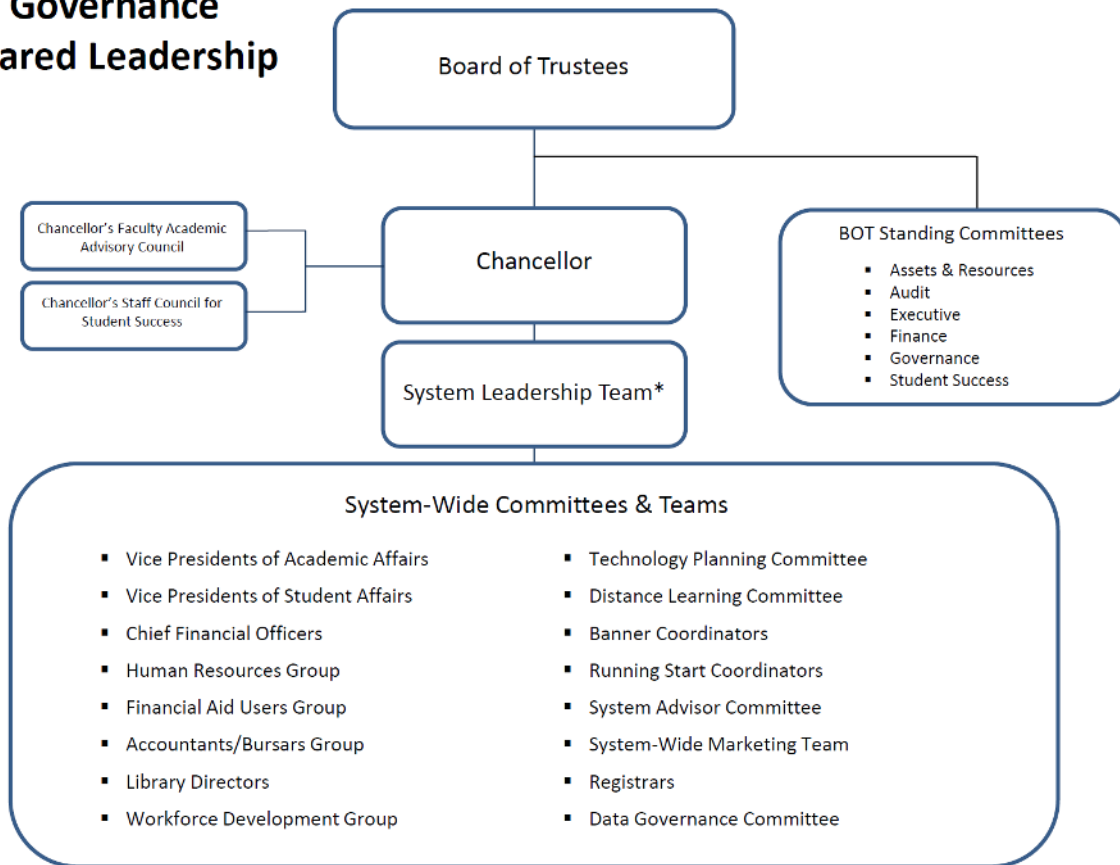 Governance
ared Leadership
Board of Trustees
Chancellor's Faculty Academic
Advisory Council
Chancellor's Staff Council for
Student Success
Chancellor
BOT Standing Committees
▪ Assets & Resources
▪ Audit
▪ Executive
▪ Finance
▪ Governance
▪ Student Success
System Leadership Team*
System-Wide Committees & Teams
▪ Vice Presidents of Academic Affairs
▪ Vice Presidents of Student Affairs
▪ Chief Financial Officers
▪ Human Resources Group
▪ Financial Aid Users Group
▪ Accountants/Bursars Group
▪ Library Directors
▪ Workforce Development Group
▪ Technology Planning Committee
▪ Distance Learning Committee
▪ Banner Coordinators
▪ Running Start Coordinators
▪ System Advisor Committee
▪ System-Wide Marketing Team
▪ Registrars
▪ Data Governance Committee